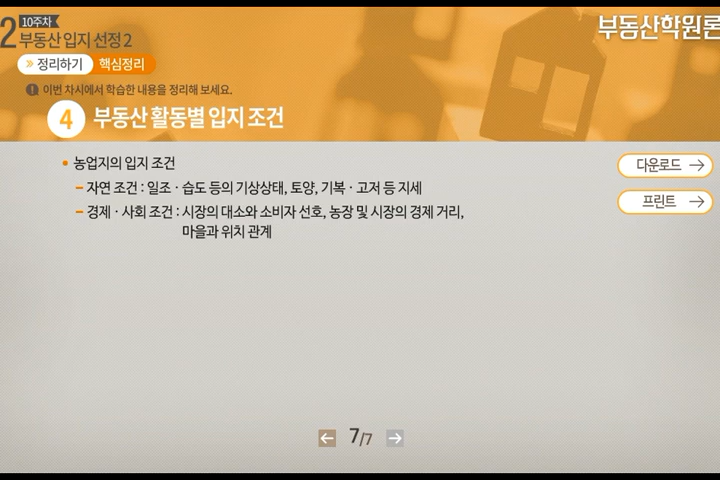 2 10주차
부동산 입지 선정 2
부동산학원론
» 정리하기 핵심정리
! 이번 차시에서 학습한 내용을 정리해 보세요.
4 부동산 활동별 입지 조건
• 농업지의 입지 조건
다운로드 →
– 자연 조건 : 일조 · 습도 등의 기상상태, 토양, 기복 · 고저 등 지세
프린트 →
– 경제 · 사회 조건 : 시장의 대소와 소비자 선호, 농장 및 시장의 경제 거리,
마을과 위치 관계
← 7/7 →